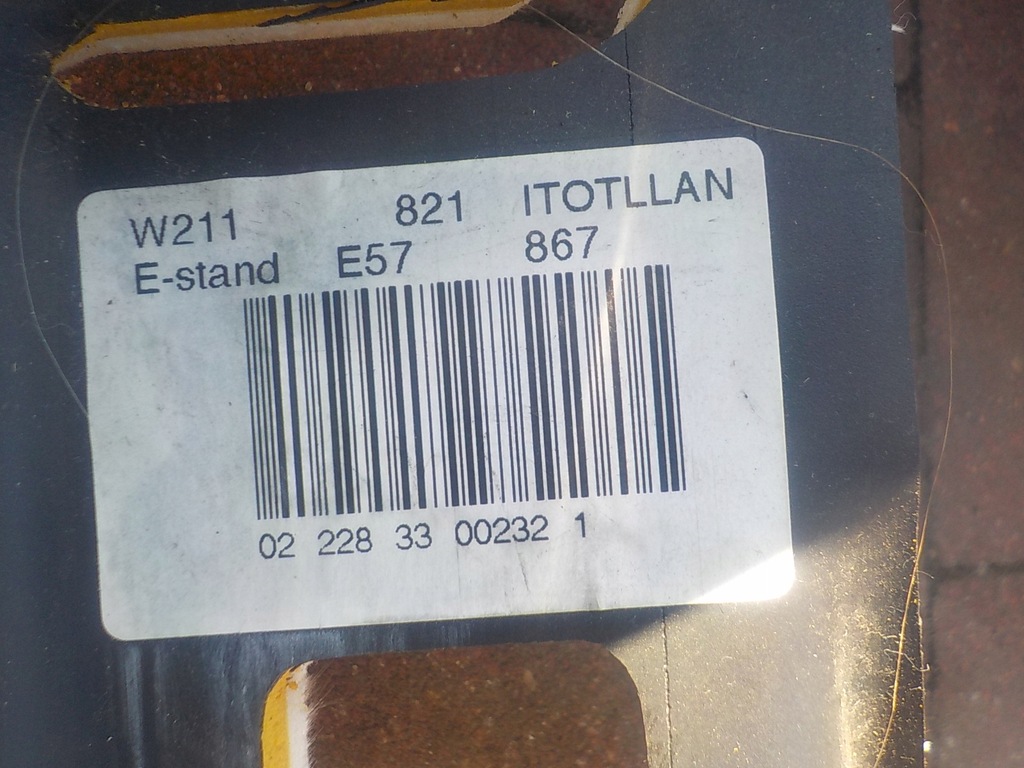 W211 821 ITOTLLAN
E-stand E57 867
02 228 33 00232 1